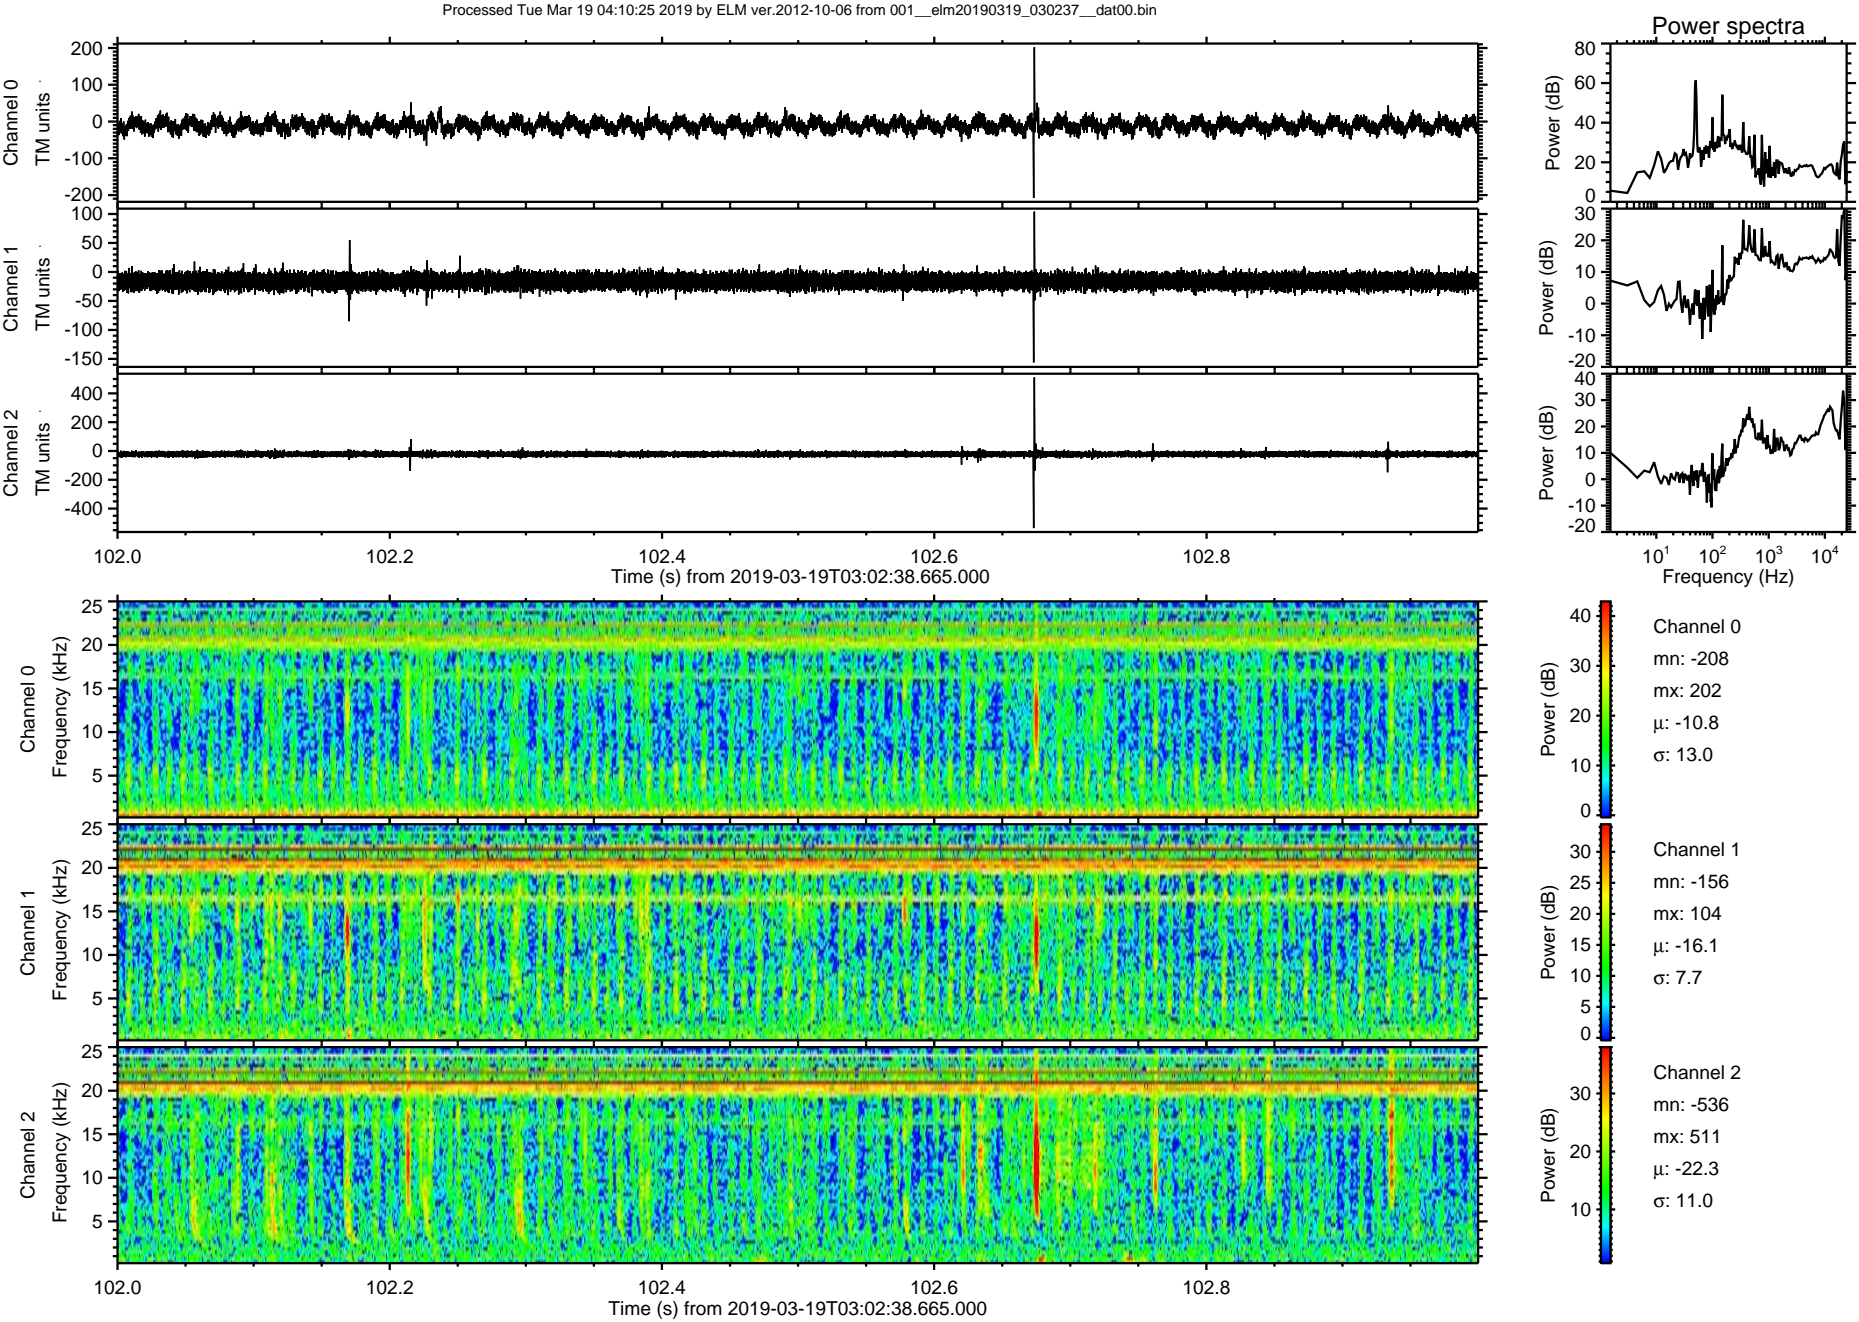 Processed Tue Mar 19 04:10:25 2019 by ELM ver.2012-10-06 from 001__elm20190319_030237__dat00.bin
Power spectra
Channel 0
TM units
200
100
0
-100
-200
Power (dB)
80
60
40
20
0
Channel 1
TM units
100
50
0
-50
-100
-150
Power (dB)
30
20
10
0
-10
-20
Channel 2
TM units
400
200
0
-200
-400
Power (dB)
40
30
20
10
0
-10
-20
102.0 102.2 102.4 102.6 102.8
Time (s) from 2019-03-19T03:02:38.665.000
10^1 10^2 10^3 10^4
Frequency (Hz)
Channel 0
Frequency (kHz)
25
20
15
10
5
Power (dB)
40
30
20
10
0
Channel 0
mn: -208
mx: 202
μ: -10.8
σ: 13.0
Channel 1
Frequency (kHz)
25
20
15
10
5
Power (dB)
30
25
20
15
10
5
0
Channel 1
mn: -156
mx: 104
μ: -16.1
σ: 7.7
Channel 2
Frequency (kHz)
25
20
15
10
5
Power (dB)
30
20
10
Channel 2
mn: -536
mx: 511
μ: -22.3
σ: 11.0
102.0 102.2 102.4 102.6 102.8
Time (s) from 2019-03-19T03:02:38.665.000